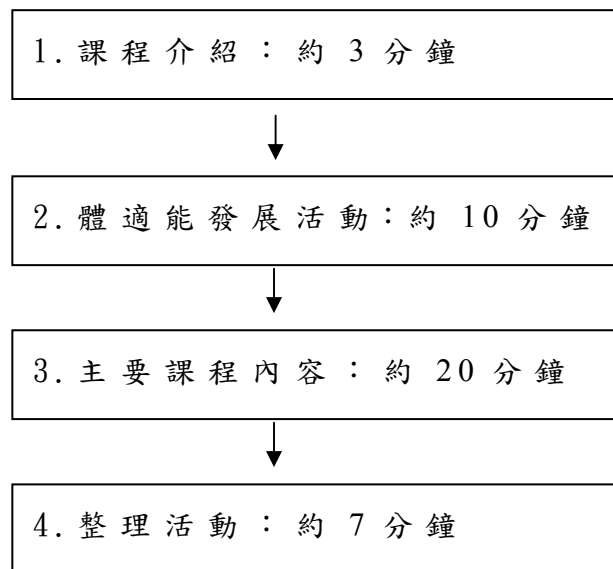 1. 課程介紹：約 3 分鐘
2. 體適能發展活動：約 10 分鐘
3. 主要課程內容：約 20 分鐘
4. 整理活動：約 7 分鐘